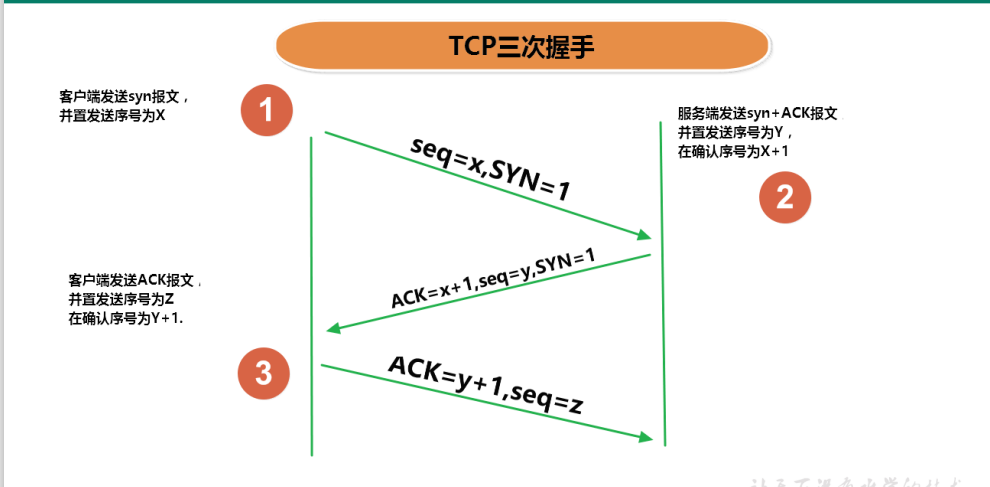 TCP三次握手
客户端发送syn报文，
并置发送序号为X
1
服务端发送syn+ACK报文
并置发送序号为Y，
在确认序号为X+1
2
seq=x,SYN=1
ACK=x+1,seq=y,SYN=1
客户端发送ACK报文，
并置发送序号为Z
在确认序号为Y+1.
3
ACK=y+1,seq=z